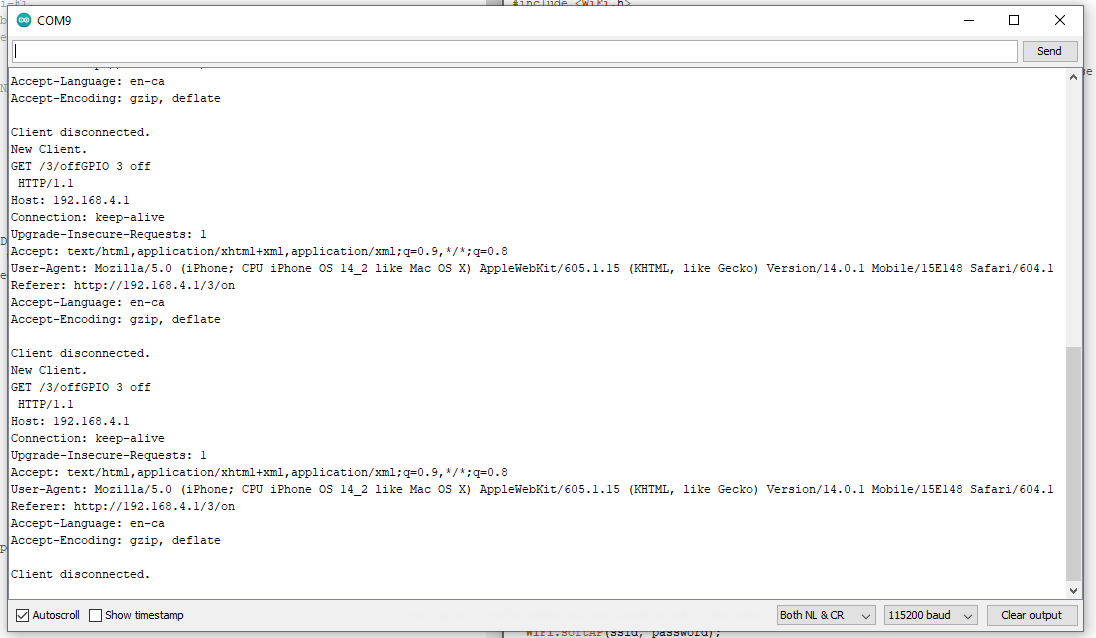 #include <WiFi.h>
COM9
Send
Accept-Language: en-ca
Accept-Encoding: gzip, deflate
Client disconnected.
New Client.
GET /3/offGPIO 3 off
HTTP/1.1
Host: 192.168.4.1
Connection: keep-alive
Upgrade-Insecure-Requests: 1
Accept: text/html,application/xhtml+xml,application/xml;q=0.9,*/*;q=0.8
User-Agent: Mozilla/5.0 (iPhone; CPU iPhone OS 14_2 like Mac OS X) AppleWebKit/605.1.15 (KHTML, like Gecko) Version/14.0.1 Mobile/15E148 Safari/604.1
Referer: http://192.168.4.1/3/on
Accept-Language: en-ca
Accept-Encoding: gzip, deflate
Client disconnected.
New Client.
GET /3/offGPIO 3 off
HTTP/1.1
Host: 192.168.4.1
Connection: keep-alive
Upgrade-Insecure-Requests: 1
Accept: text/html,application/xhtml+xml,application/xml;q=0.9,*/*;q=0.8
User-Agent: Mozilla/5.0 (iPhone; CPU iPhone OS 14_2 like Mac OS X) AppleWebKit/605.1.15 (KHTML, like Gecko) Version/14.0.1 Mobile/15E148 Safari/604.1
Referer: http://192.168.4.1/3/on
Accept-Language: en-ca
Accept-Encoding: gzip, deflate
Client disconnected.
Autoscroll Show timestamp Both NL & CR 115200 baud Clear output
WiFi.softAP(ssid, password);